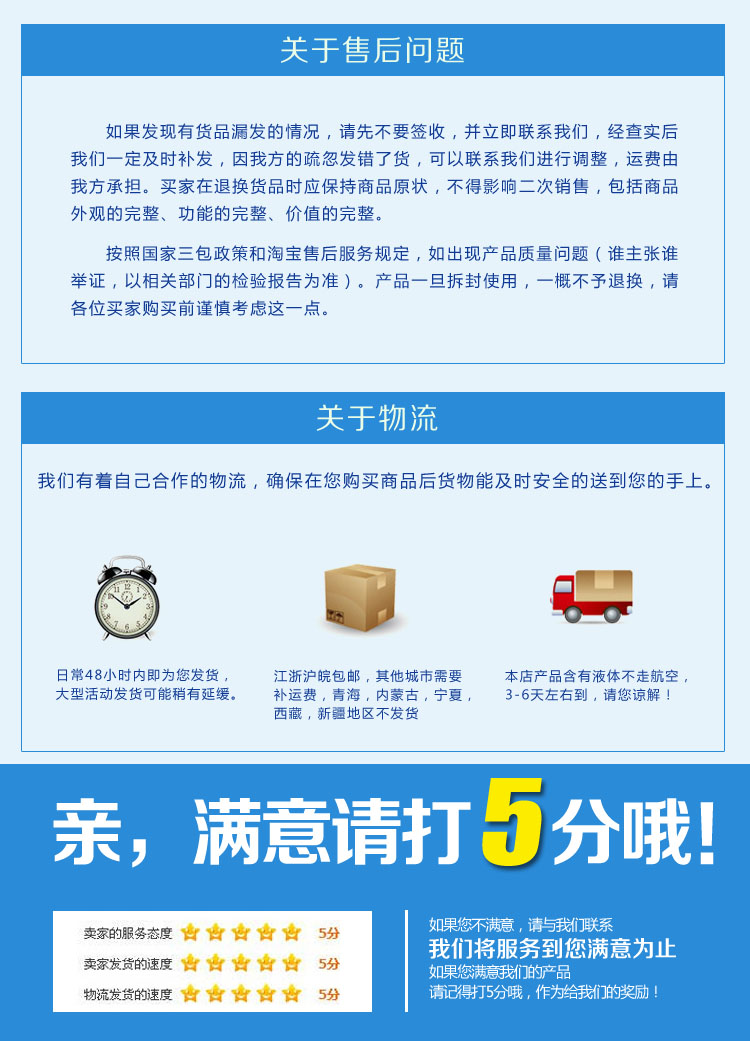 关于售后问题
如果发现有货品漏发的情况，请先不要签收，并立即联系我们，经查实后
我们一定及时补发，因我方的疏忽发错了货，可以联系我们进行调整，运费由
我方承担。买家在退换货品时应保持商品原状，不得影响二次销售，包括商品
外观的完整、功能的完整、价值的完整。
按照国家三包政策和淘宝售后服务规定，如出现产品质量问题（谁主张谁
举证，以相关部门的检验报告为准）。产品一旦拆封使用，一概不予退换，请
各位买家购买前谨慎考虑这一点。
关于物流
我们有着自己合作的物流，确保在您购买商品后货物能及时安全的送到您的手上。
日常48小时内即为您发货，
大型活动发货可能稍有延缓。
江浙沪皖包邮，其他城市需要
补运费，青海，内蒙古，宁夏，
西藏，新疆地区不发货
本店产品含有液体不走航空，
3-6天左右到，请您谅解！
亲，满意请打5分哦!
卖家的服务态度 5分
卖家发货的速度 5分
物流发货的速度 5分
如果您不满意，请与我们联系
我们将服务到您满意为止
如果您满意我们的产品
请记得打5分哦，作为给我们的奖励！